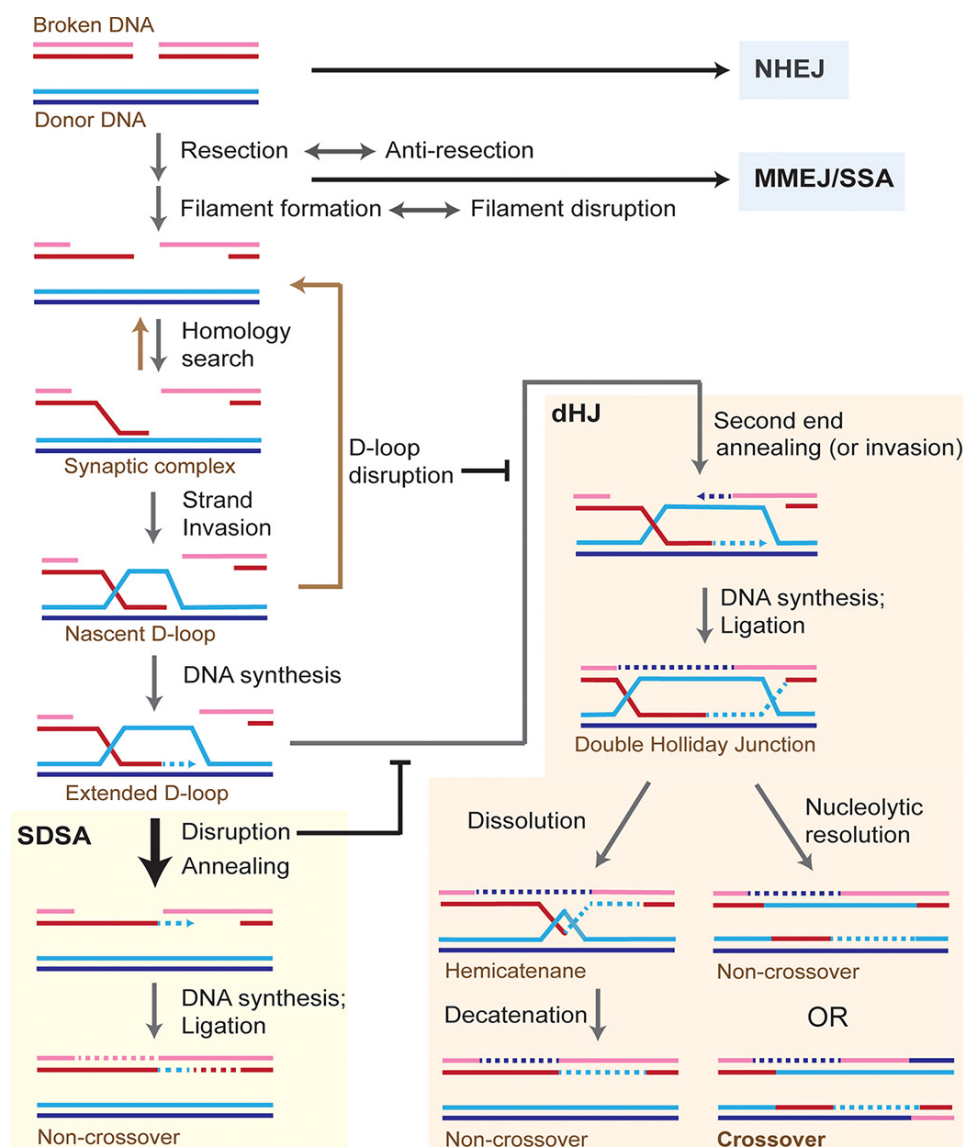 Broken DNA
NHEJ
Donor DNA
Resection
Anti-resection
MMEJ/SSA
Filament formation
Filament disruption
Homology
search
Synaptic complex
D-loop
disruption
Strand
Invasion
Nascent D-loop
DNA synthesis
Extended D-loop
SDSA
Disruption
Annealing
DNA synthesis;
Ligation
Non-crossover
dHJ
Second end
annealing (or invasion)
DNA synthesis;
Ligation
Double Holliday Junction
Dissolution
Nucleolytic
resolution
Hemicatenane
Non-crossover
Decatenation
OR
Non-crossover
Crossover